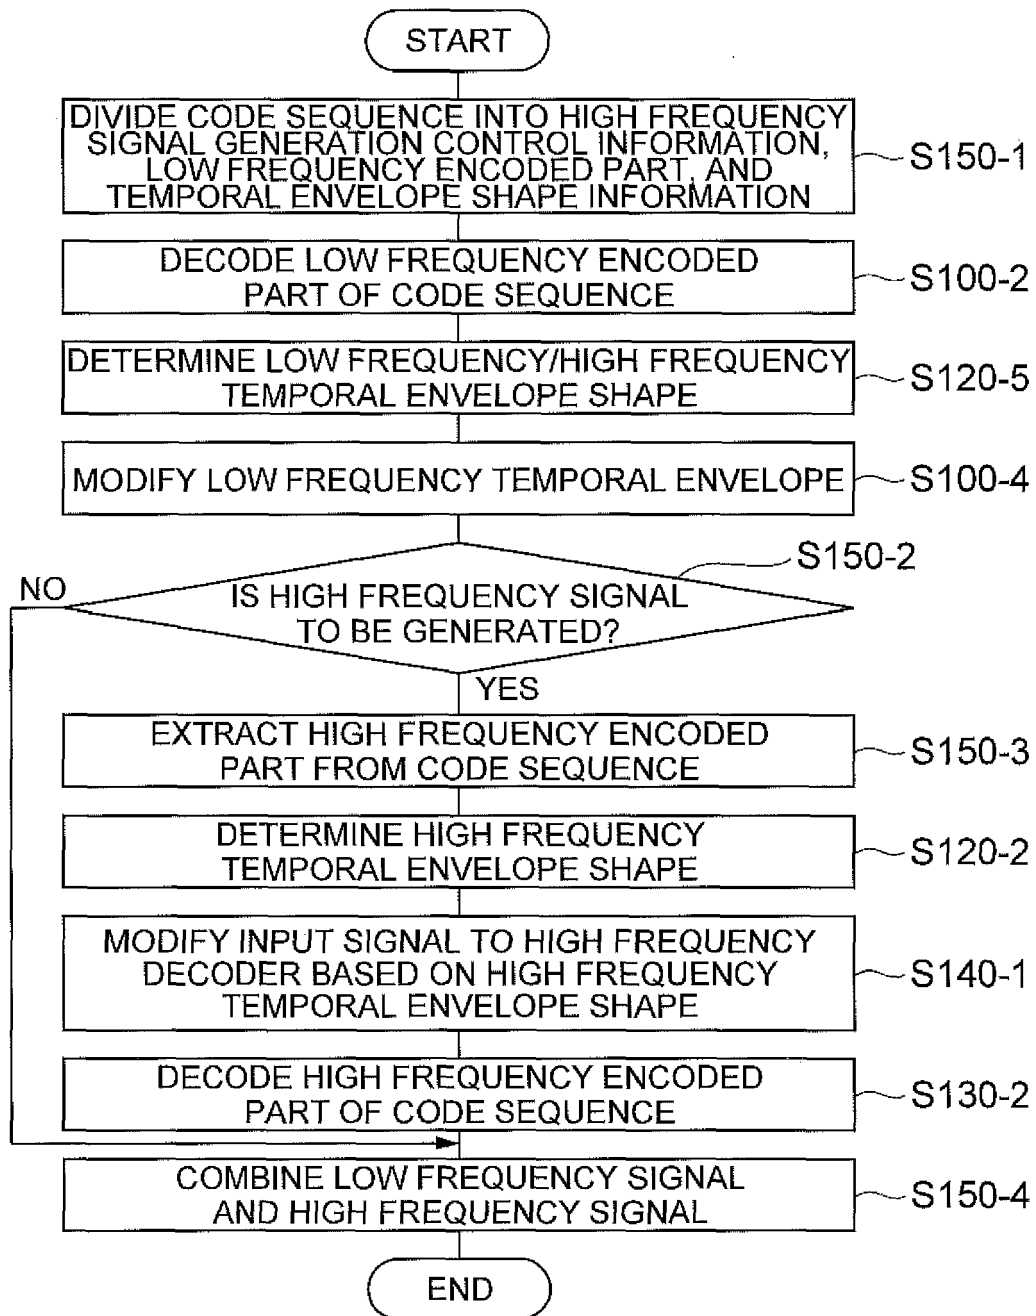 START
DIVIDE CODE SEQUENCE INTO HIGH FREQUENCY
SIGNAL GENERATION CONTROL INFORMATION,
LOW FREQUENCY ENCODED PART, AND
TEMPORAL ENVELOPE SHAPE INFORMATION
S150-1
DECODE LOW FREQUENCY ENCODED
PART OF CODE SEQUENCE
S100-2
DETERMINE LOW FREQUENCY/HIGH FREQUENCY
TEMPORAL ENVELOPE SHAPE
S120-5
MODIFY LOW FREQUENCY TEMPORAL ENVELOPE
S100-4
S150-2
NO
IS HIGH FREQUENCY SIGNAL
TO BE GENERATED?
YES
EXTRACT HIGH FREQUENCY ENCODED
PART FROM CODE SEQUENCE
S150-3
DETERMINE HIGH FREQUENCY
TEMPORAL ENVELOPE SHAPE
S120-2
MODIFY INPUT SIGNAL TO HIGH FREQUENCY
DECODER BASED ON HIGH FREQUENCY
TEMPORAL ENVELOPE SHAPE
S140-1
DECODE HIGH FREQUENCY ENCODED
PART OF CODE SEQUENCE
S130-2
COMBINE LOW FREQUENCY SIGNAL
AND HIGH FREQUENCY SIGNAL
S150-4
END